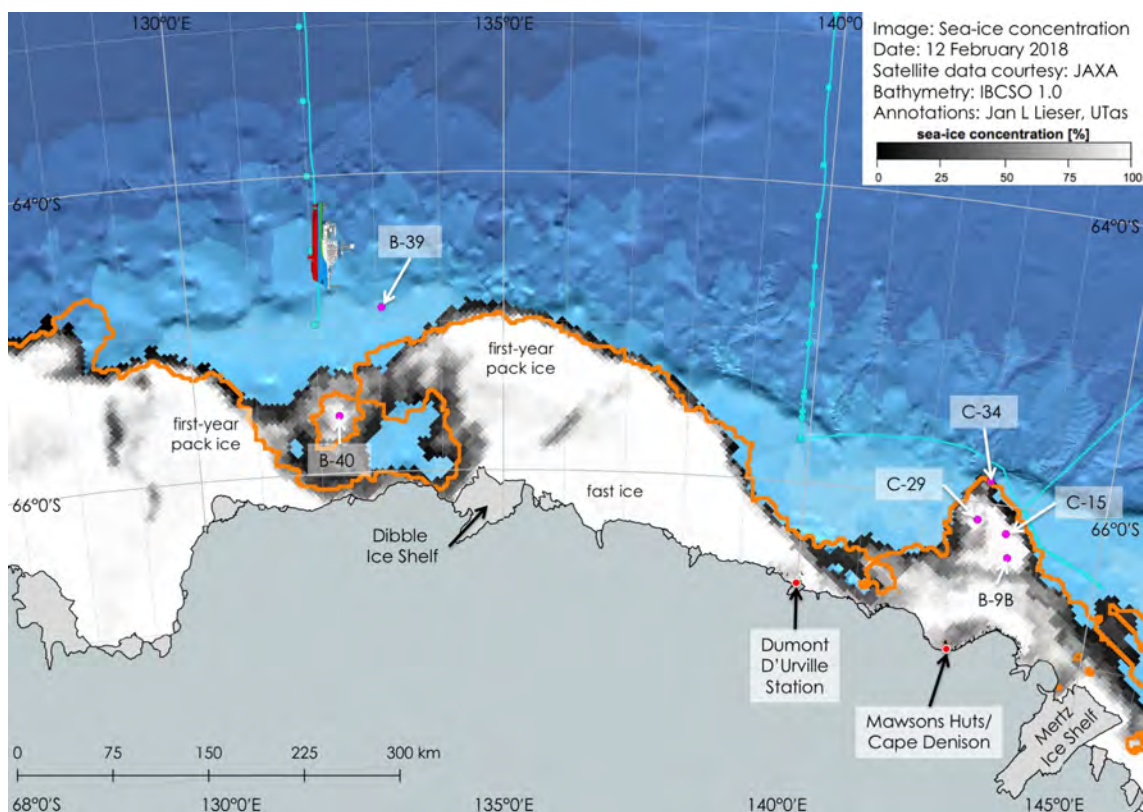 130°0'E
135°0'E
140°0'E
Image: Sea-ice concentration
Date: 12 February 2018
Satellite data courtesy: JAXA
Bathymetry: IBCSO 1.0
Annotations: Jan L Lieser, UTas
sea-ice concentration [%]
0 25 50 75 100
64°0'S
64°0'S
B-39
first-year
pack ice
first-year
pack ice
C-34
B-40
C-29
C-15
fast ice
66°0'S
66°0'S
Dibble
Ice Shelf
B-9B
Dumont
D'Urville
Station
Mawsons Huts/
Cape Denison
Mertz
Ice Shelf
0 75 150 225 300 km
68°0'S
130°0'E
135°0'E
140°0'E
145°0'E